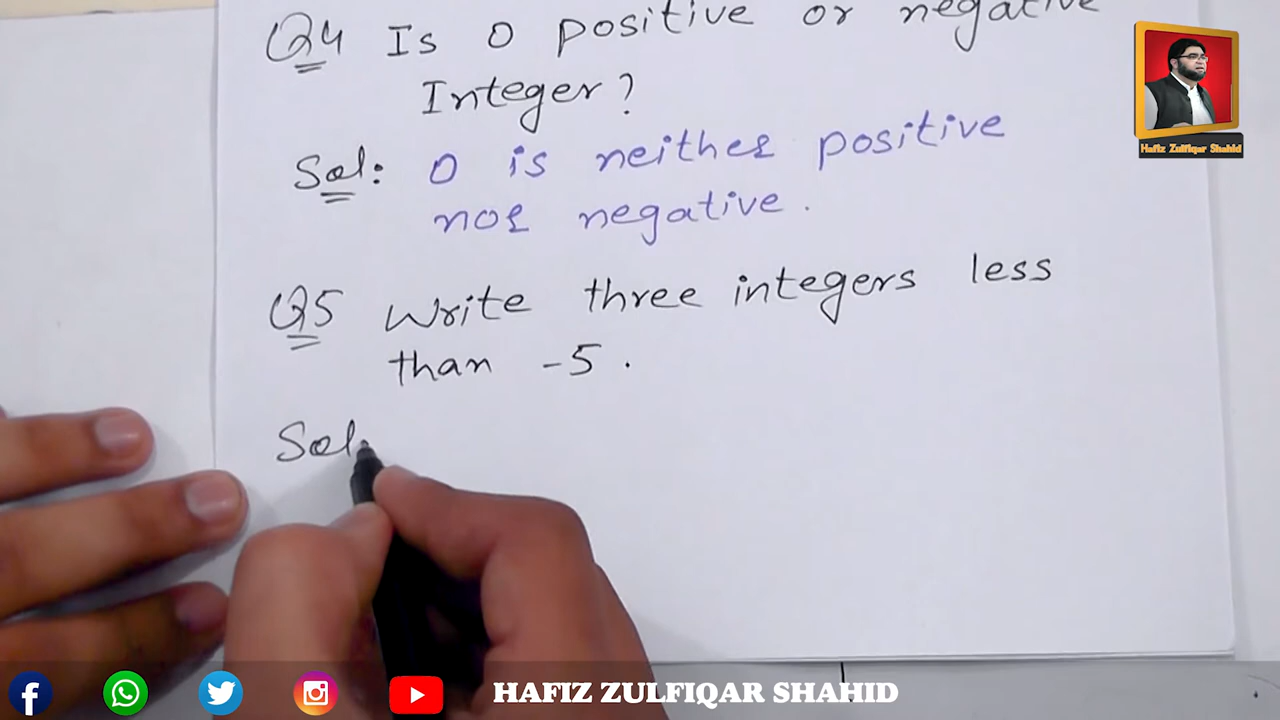 Q4 Is 0 positive or negative
Integer?
Sol: 0 is neither positive
nor negative.
Q5 Write three integers less
than -5.
Sol
Hafiz Zulfiqar Shahid
HAFIZ ZULFIQAR SHAHID